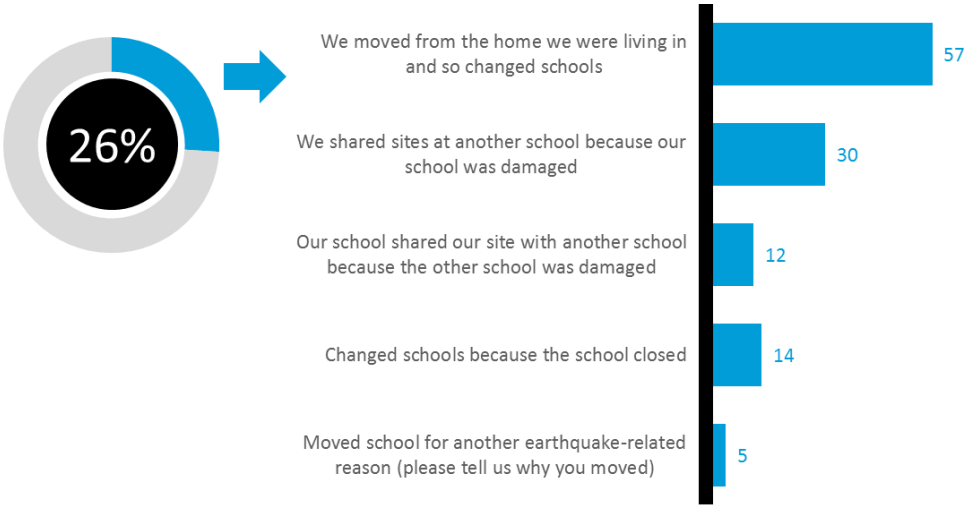 26%
We moved from the home we were living in
and so changed schools
57
We shared sites at another school because our
school was damaged
30
Our school shared our site with another school
because the other school was damaged
12
Changed schools because the school closed
14
Moved school for another earthquake-related
reason (please tell us why you moved)
5